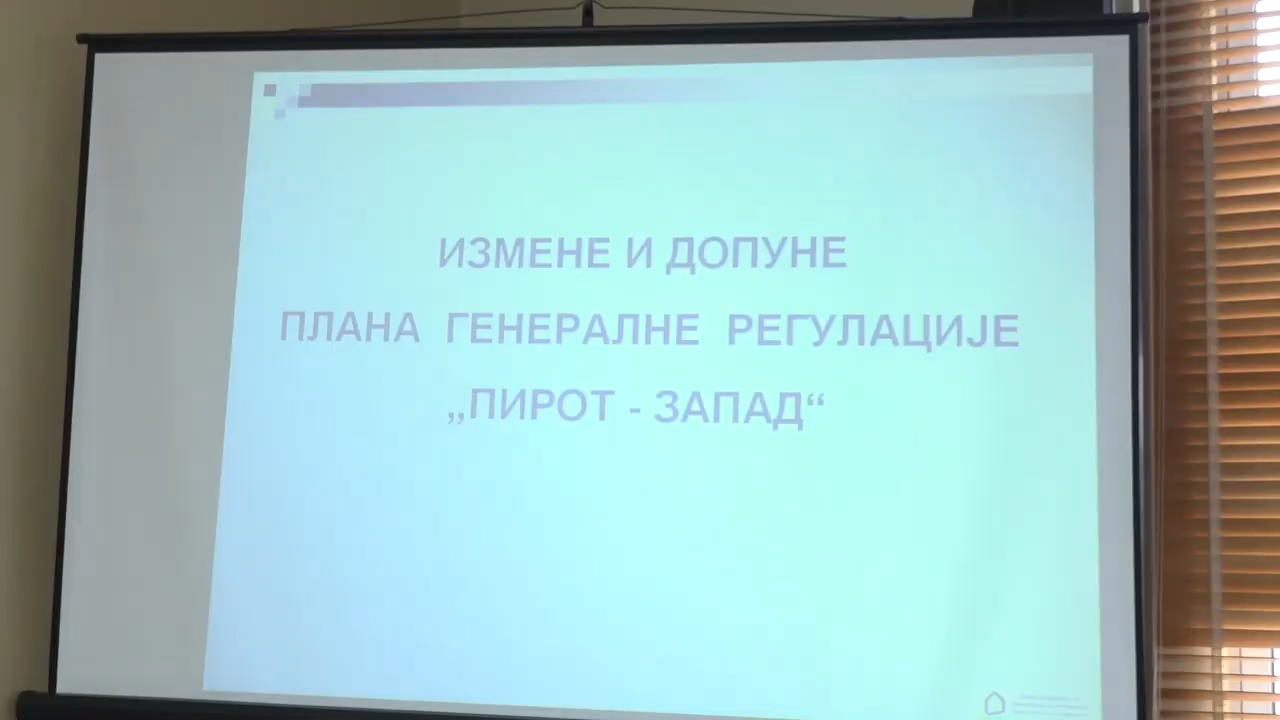 ИЗМЕНЕ И ДОПУНЕ
ПЛАНА ГЕНЕРАЛНЕ РЕГУЛАЦИЈЕ
„ПИРОТ - ЗАПАД“